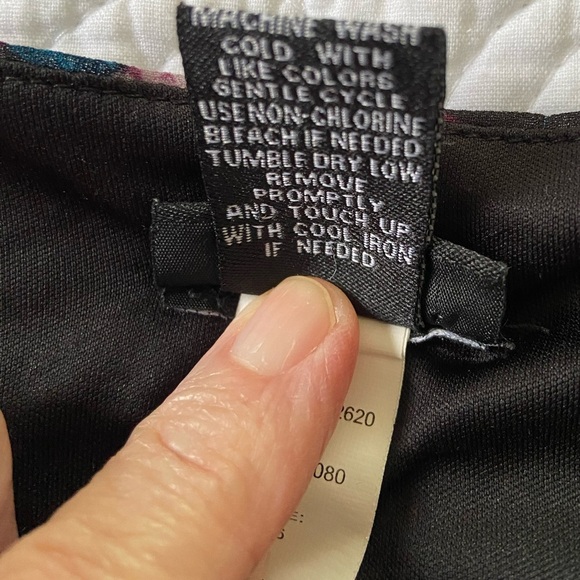 MACHINE WASH
COLD WITH
LIKE COLORS
GENTLE CYCLE
USE NON-CHLORINE
BLEACH IF NEEDED
TUMBLE DRY LOW
REMOVE
PROMPTLY
AND TOUCH UP
WITH COOL IRON
IF NEEDED
2620
080